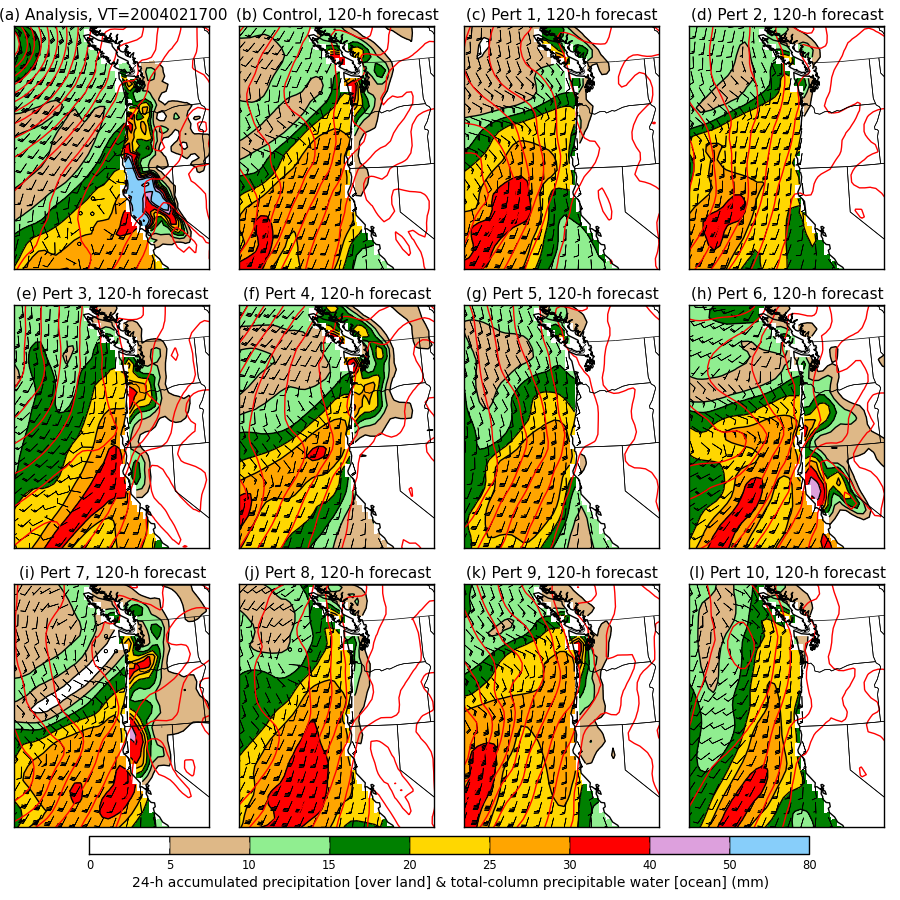 (a) Analysis, VT=2004021700
(b) Control, 120-h forecast
(c) Pert 1, 120-h forecast
(d) Pert 2, 120-h forecast
(e) Pert 3, 120-h forecast
(f) Pert 4, 120-h forecast
(g) Pert 5, 120-h forecast
(h) Pert 6, 120-h forecast
(i) Pert 7, 120-h forecast
(j) Pert 8, 120-h forecast
(k) Pert 9, 120-h forecast
(l) Pert 10, 120-h forecast
0 5 10 15 20 25 30 40 50 80
24-h accumulated precipitation [over land] & total-column precipitable water [ocean] (mm)